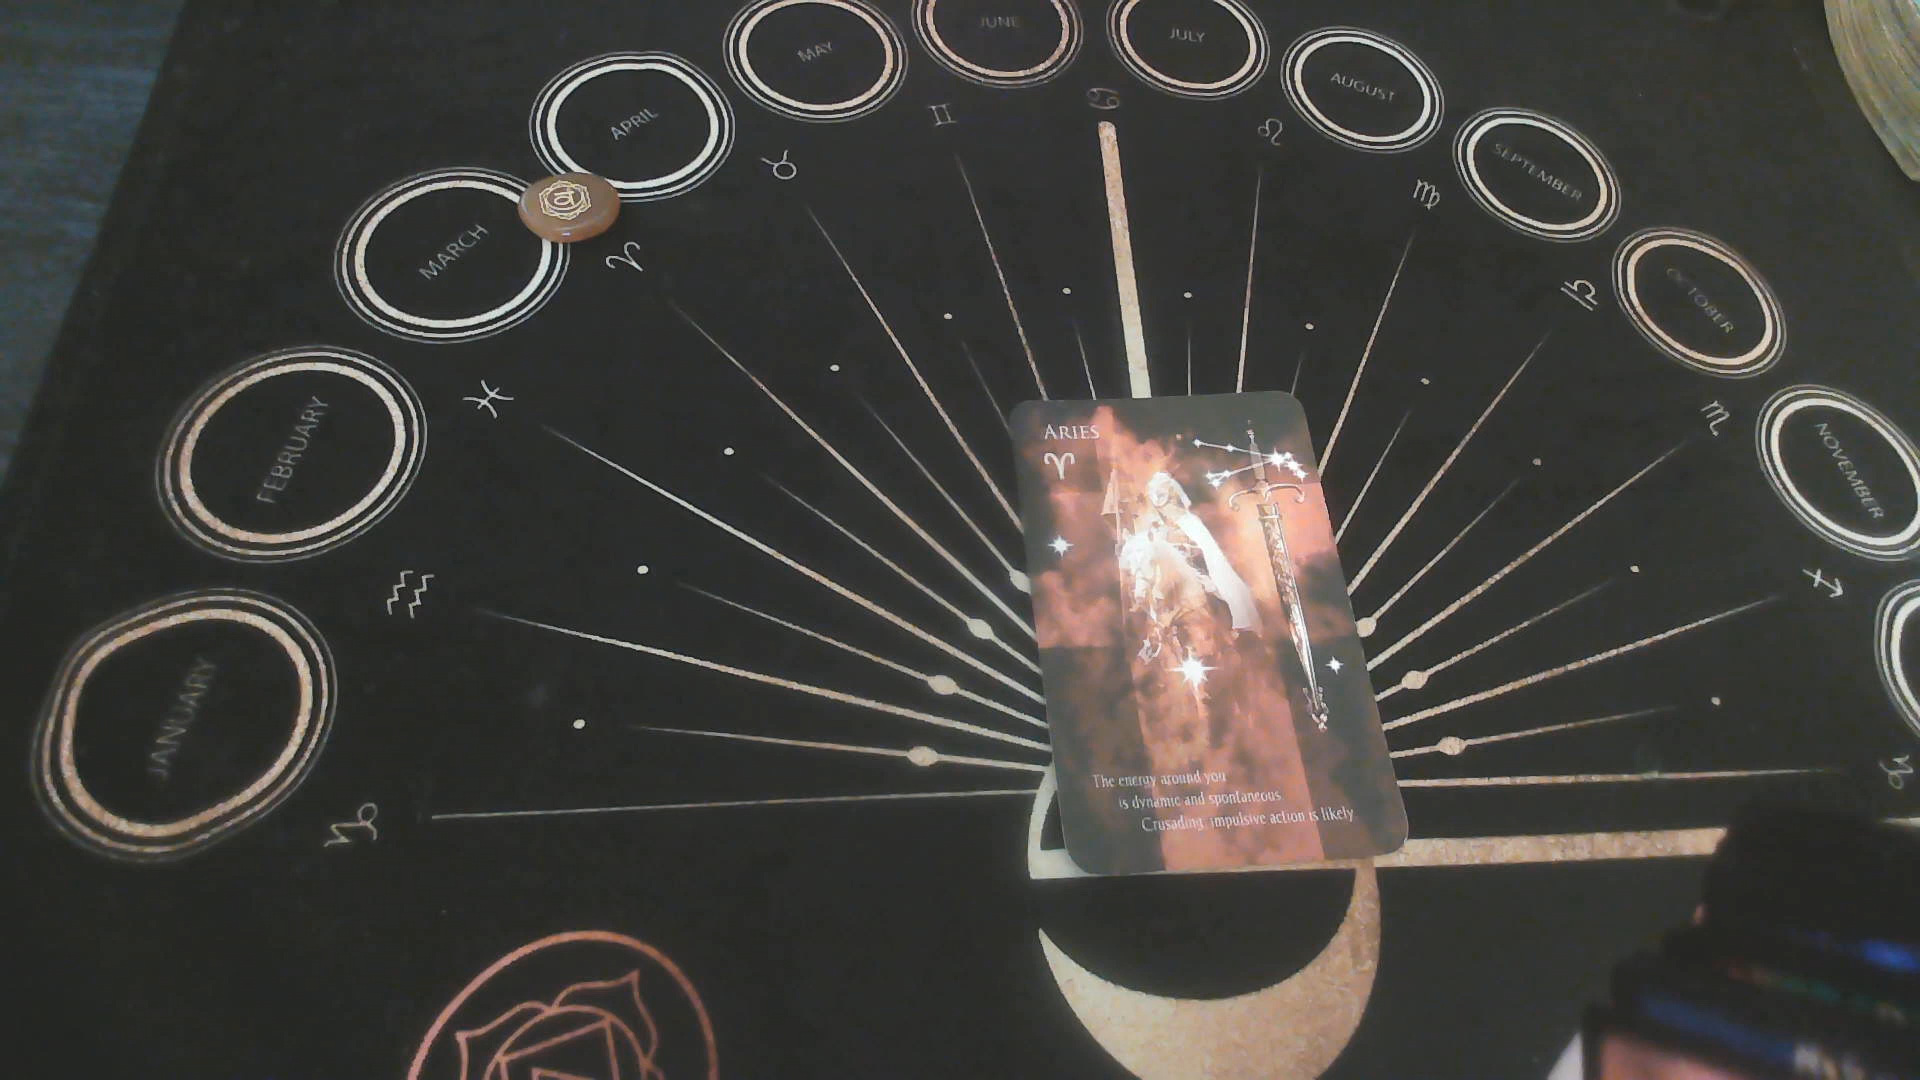 MAY
JUNE
JULY
APRIL
AUGUST
MARCH
SEPTEMBER
OCTOBER
FEBRUARY
NOVEMBER
JANUARY
ARIES
The energy around you
is dynamic and spontaneous
Crusading, impulsive action is likely